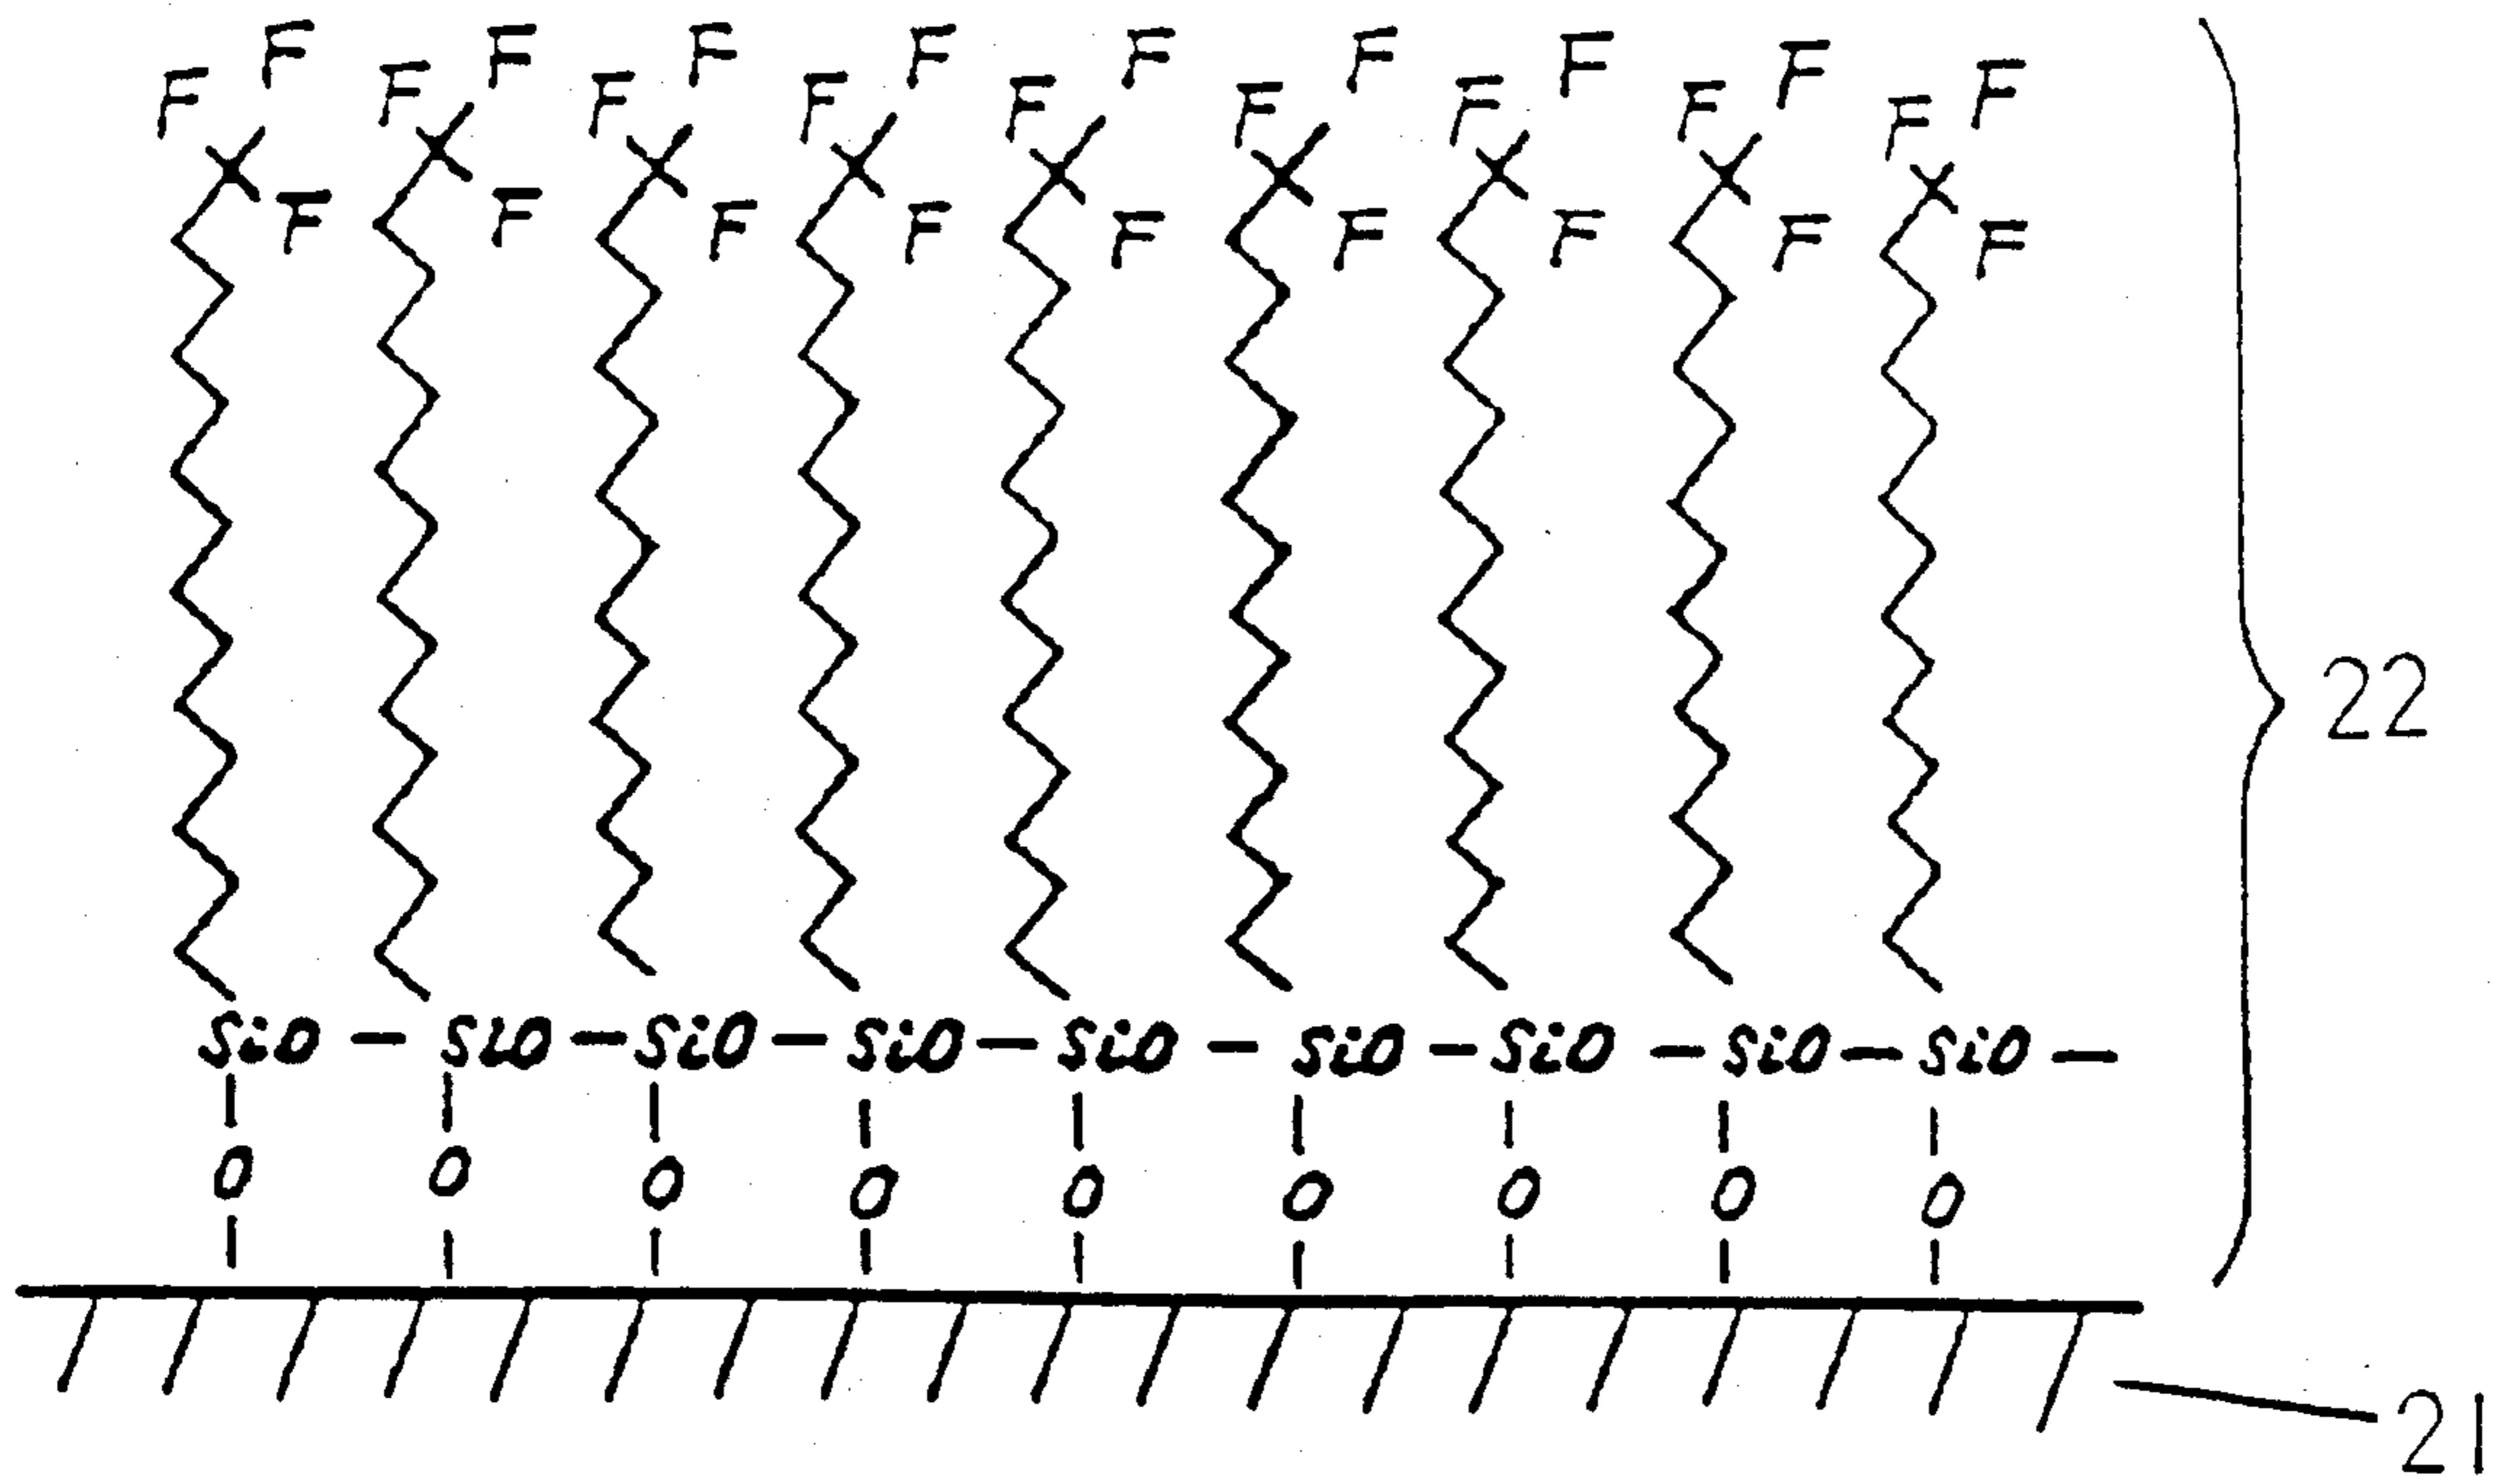 F F F F F F F F F F F F F F F F F F
F F F F F F F F F
22
SiO – SiO – SiO – SiO – SiO – SiO – SiO – SiO – SiO –
O O O O O O O O O
21